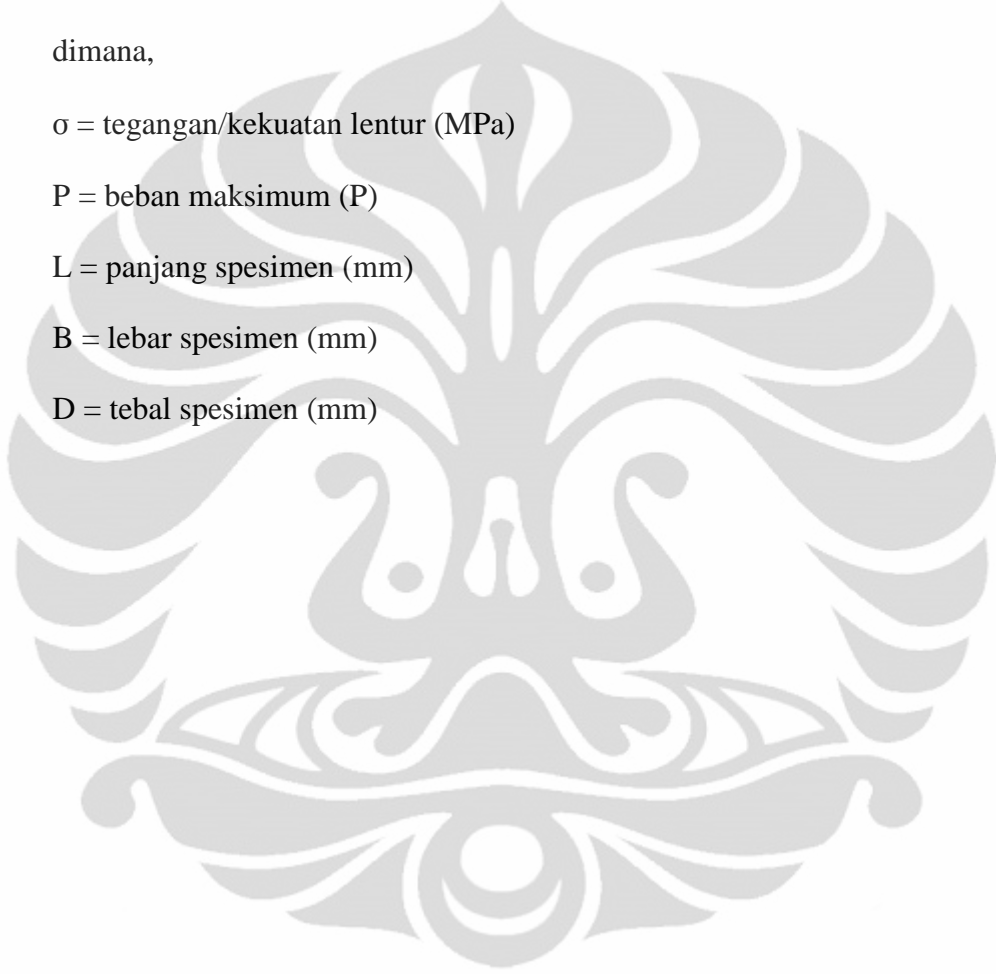 dimana,
σ = tegangan/kekuatan lentur (MPa)
P = beban maksimum (P)
L = panjang spesimen (mm)
B = lebar spesimen (mm)
D = tebal spesimen (mm)